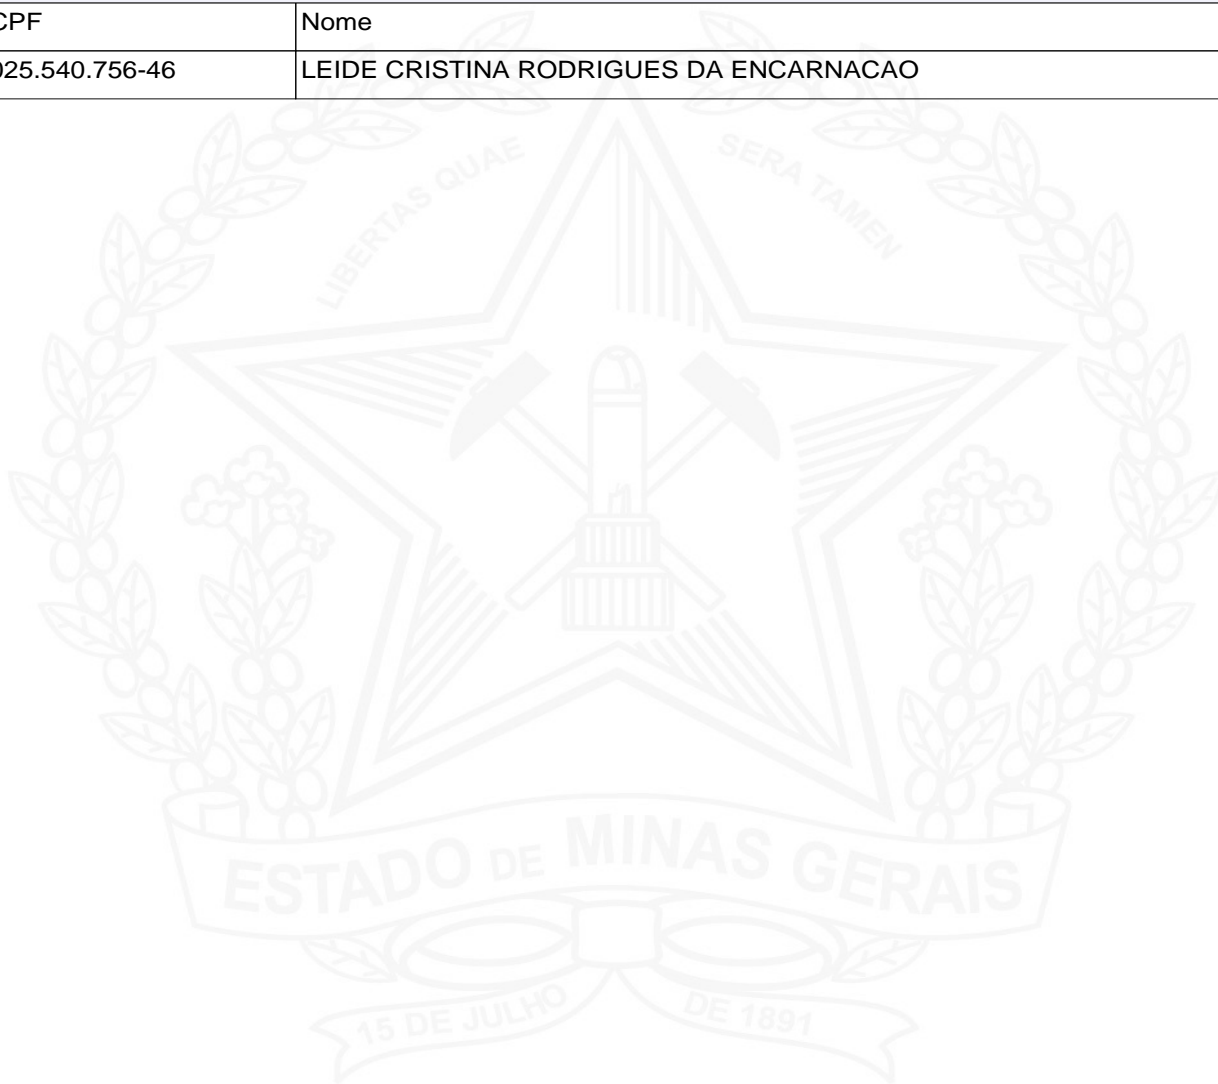 CPF Nome
025.540.756-46 LEIDE CRISTINA RODRIGUES DA ENCARNACAO
LIBERTAS QUAE SERA TAMEN
ESTADO DE MINAS GERAIS
15 DE JULHO DE 1891